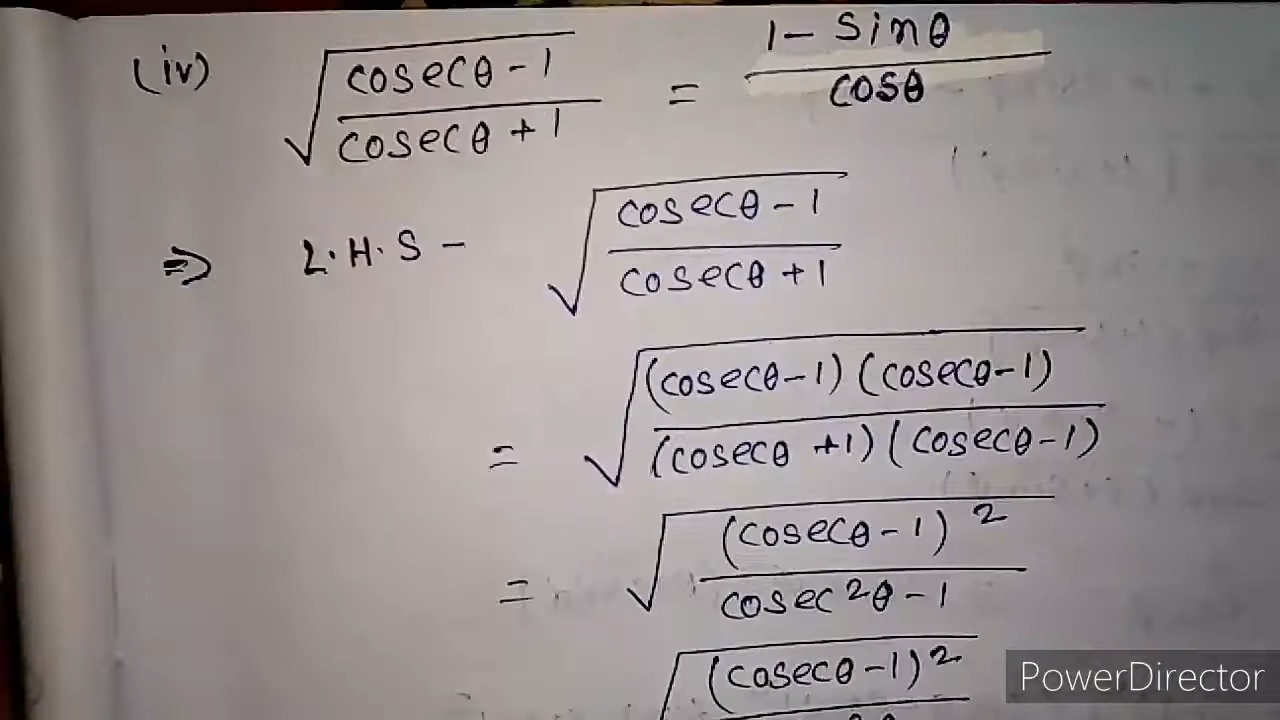 (iv) √(cosecθ - 1 / cosecθ + 1) = 1 - sinθ / cosθ
⇒ L.H.S - √(cosecθ - 1 / cosecθ + 1)
= √((cosecθ - 1) (cosecθ - 1) / (cosecθ + 1) (cosecθ - 1))
= √((cosecθ - 1)² / cosec²θ - 1)
√((cosecθ - 1)²
PowerDirector